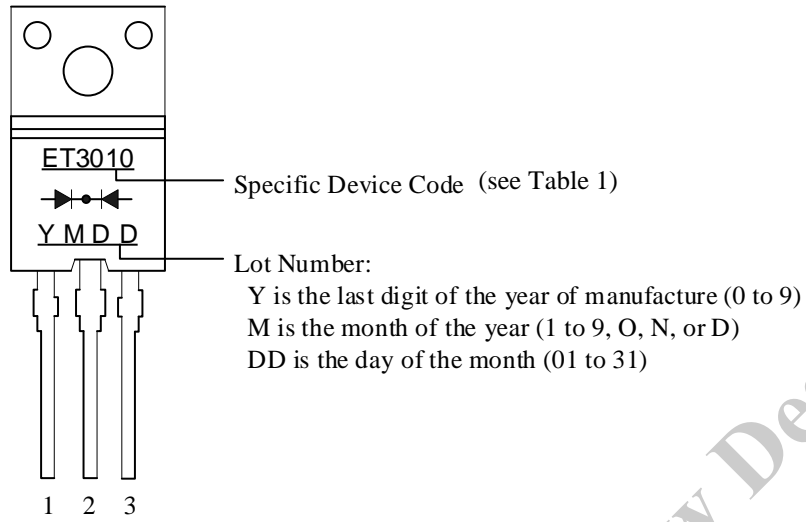 ET3010
Specific Device Code (see Table 1)
Y M D D
Lot Number:
Y is the last digit of the year of manufacture (0 to 9)
M is the month of the year (1 to 9, O, N, or D)
DD is the day of the month (01 to 31)
1 2 3